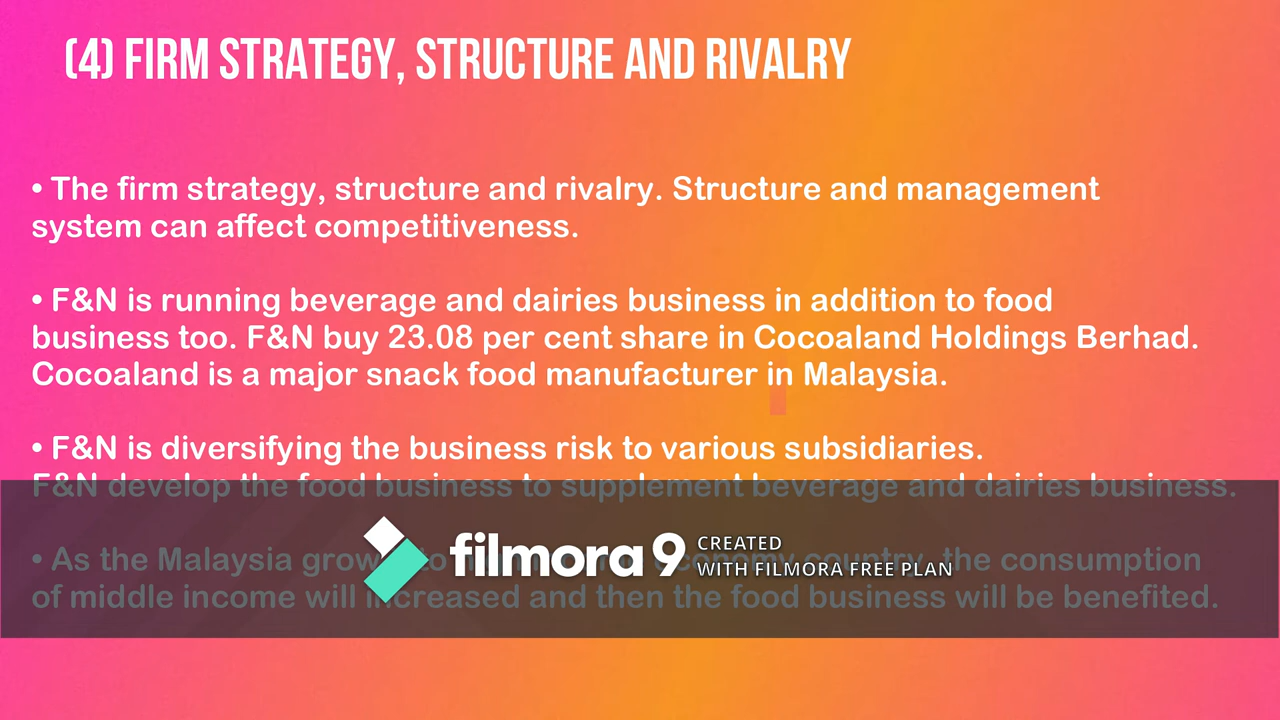 (4) FIRM STRATEGY, STRUCTURE AND RIVALRY
• The firm strategy, structure and rivalry. Structure and management
system can affect competitiveness.
• F&N is running beverage and dairies business in addition to food
business too. F&N buy 23.08 per cent share in Cocoaland Holdings Berhad.
Cocoaland is a major snack food manufacturer in Malaysia.
• F&N is diversifying the business risk to various subsidiaries.
F&N develop the food business to supplement beverage and dairies business.
• As the Malaysia grow to economy country, the consumption
of middle income will increased and then the food business will be benefited.
filmora 9
CREATED
WITH FILMORA FREE PLAN